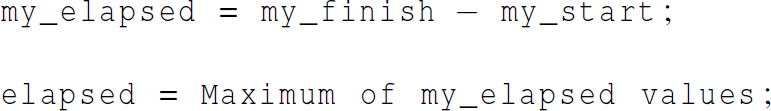 my_elapsed = my_finish – my_start;
elapsed = Maximum of my_elapsed values;